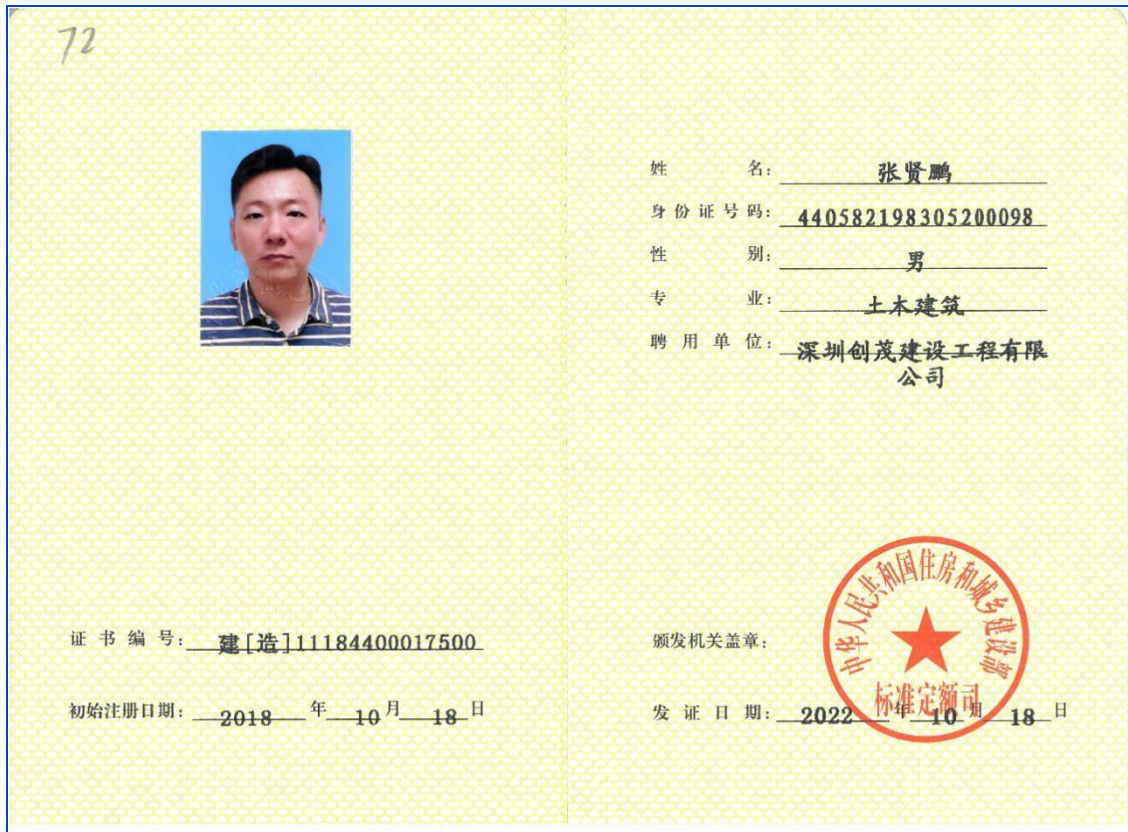 72
姓名：张贤鹏
身份证号码：440582198305200098
性别：男
专业：土木建筑
聘用单位：深圳创茂建设工程有限
公司
证书编号：建[造]11184400017500
初始注册日期：2018年10月18日
颁发机关盖章：
中华人民共和国住房和城乡建设部
标准定额司
发证日期：2022年10月18日